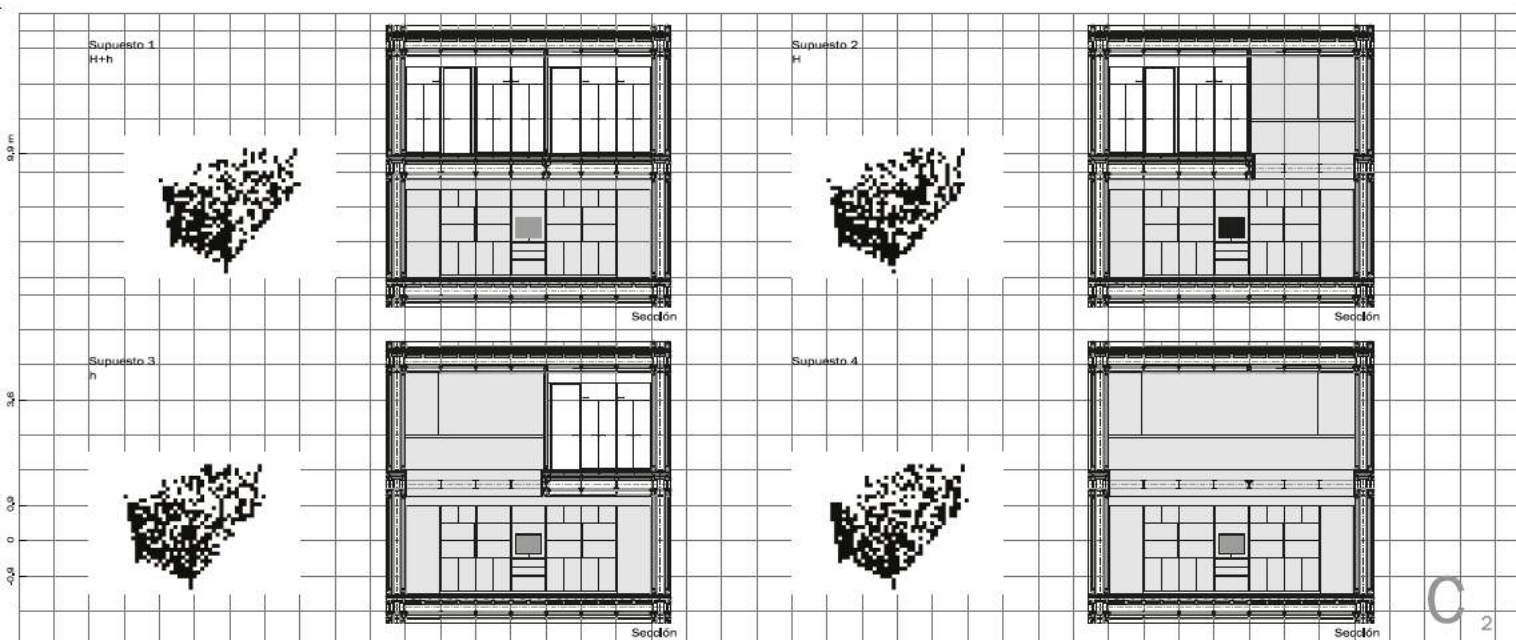 Supuesto 1
H+h
Supuesto 2
H
9,9 m
Sección
Sección
Supuesto 3
h
Supuesto 4
3,6
0,9
0
-0,9
Sección
Sección
C 2